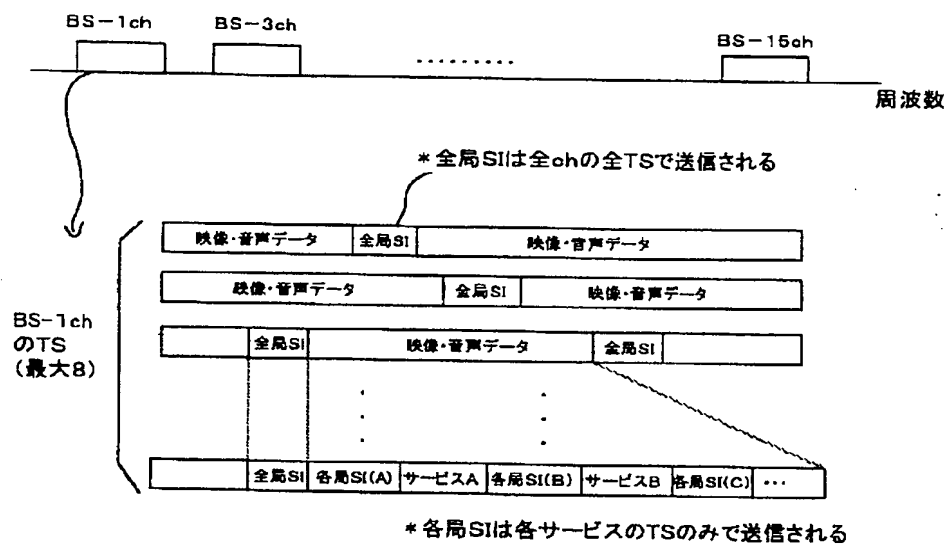 BS-1ch
BS-3ch
.........
BS-15ch
周波数
*全局SIは全chの全TSで送信される
映像・音声データ 全局SI 映像・音声データ
映像・音声データ 全局SI 映像・音声データ
BS-1ch
のTS
(最大8)
全局SI 映像・音声データ 全局SI
全局SI 各局SI(A) サービスA 各局SI(B) サービスB 各局SI(C) ...
*各局SIは各サービスのTSのみで送信される